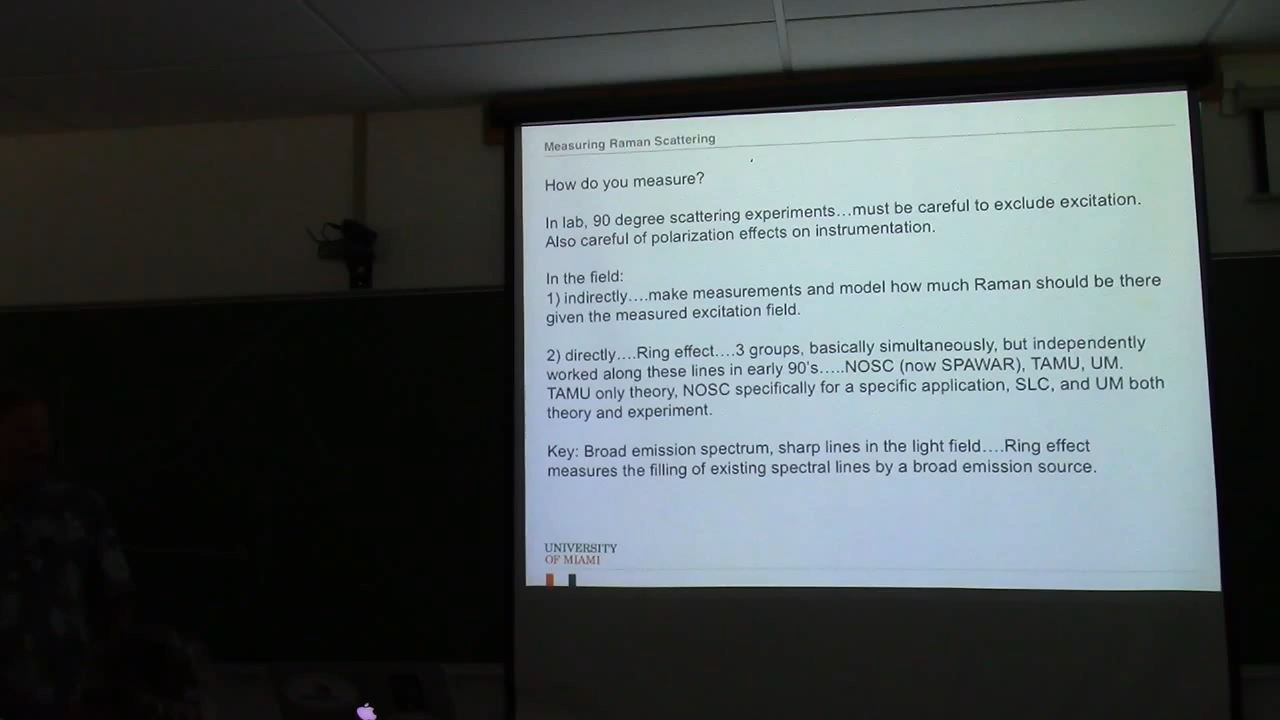 Measuring Raman Scattering
How do you measure?
In lab, 90 degree scattering experiments…must be careful to exclude excitation.
Also careful of polarization effects on instrumentation.
In the field:
1) indirectly….make measurements and model how much Raman should be there
given the measured excitation field.
2) directly….Ring effect….3 groups, basically simultaneously, but independently
worked along these lines in early 90's…..NOSC (now SPAWAR), TAMU, UM.
TAMU only theory, NOSC specifically for a specific application, SLC, and UM both
theory and experiment.
Key: Broad emission spectrum, sharp lines in the light field….Ring effect
measures the filling of existing spectral lines by a broad emission source.
UNIVERSITY
OF MIAMI